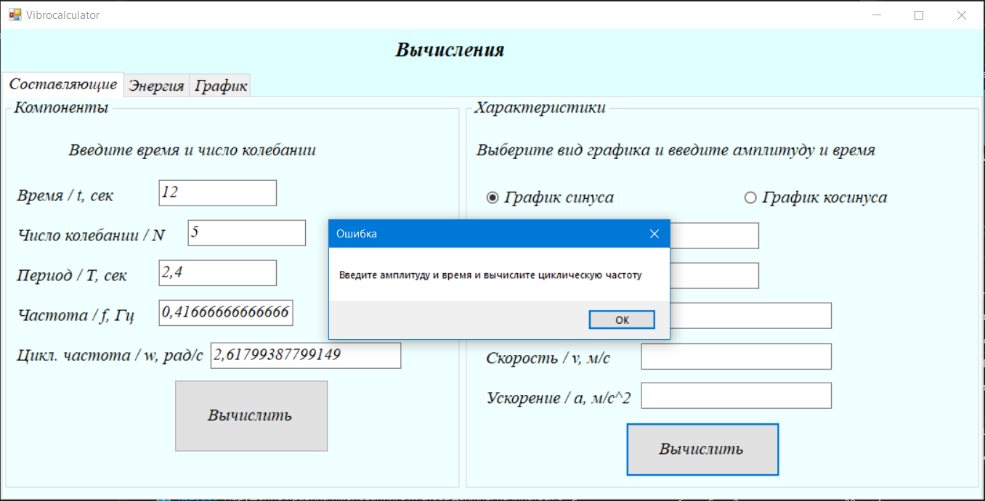 Vibrocalculator
Вычисления
Составляющие Энергия График
Компоненты
Введите время и число колебании
Время / t, сек 12
Число колебании / N 5
Период / T, сек 2,4
Частота / f, Гц 0,41666666666666
Цикл. частота / w, рад/с 2,61799387799149
Вычислить
Характеристики
Выберите вид графика и введите амплитуду и время
График синуса График косинуса
Скорость / v, м/с
Ускорение / a, м/с^2
Вычислить
Ошибка
Введите амплитуду и время и вычислите циклическую частоту
OK